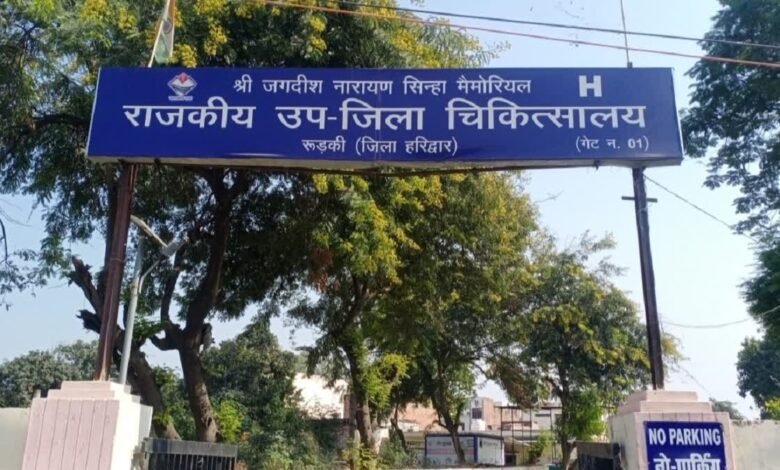 श्री जगदीश नारायण सिन्हा मैमोरियल H
राजकीय उप-जिला चिकित्सालय
रूड़की (जिला हरिद्वार) (गेट न. 01)
NO PARKING
नो-पार्किंग